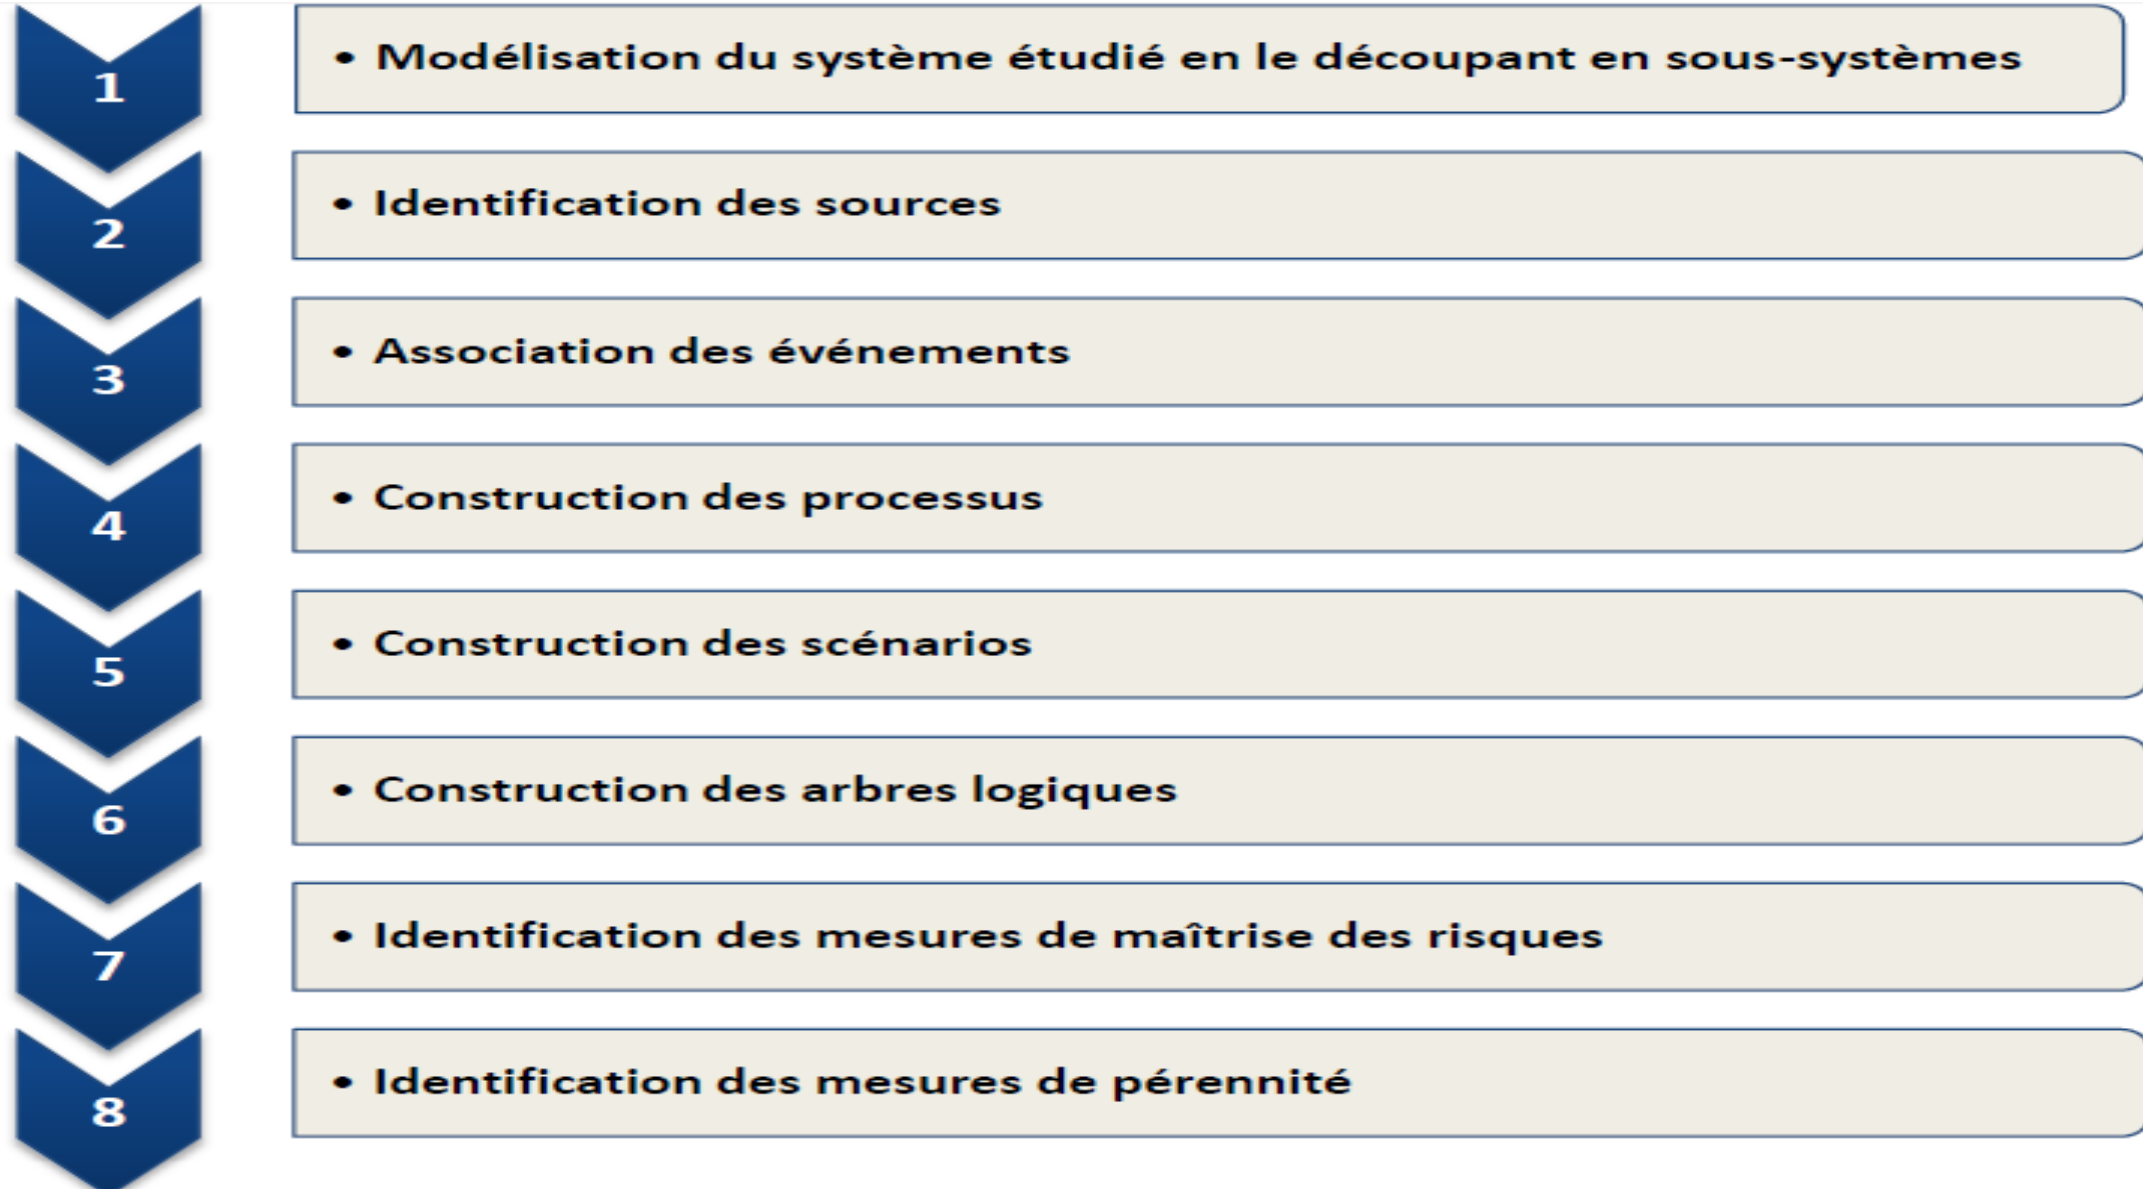 1
• Modélisation du système étudié en le découpant en sous-systèmes
2
• Identification des sources
3
• Association des événements
4
• Construction des processus
5
• Construction des scénarios
6
• Construction des arbres logiques
7
• Identification des mesures de maîtrise des risques
8
• Identification des mesures de pérennité